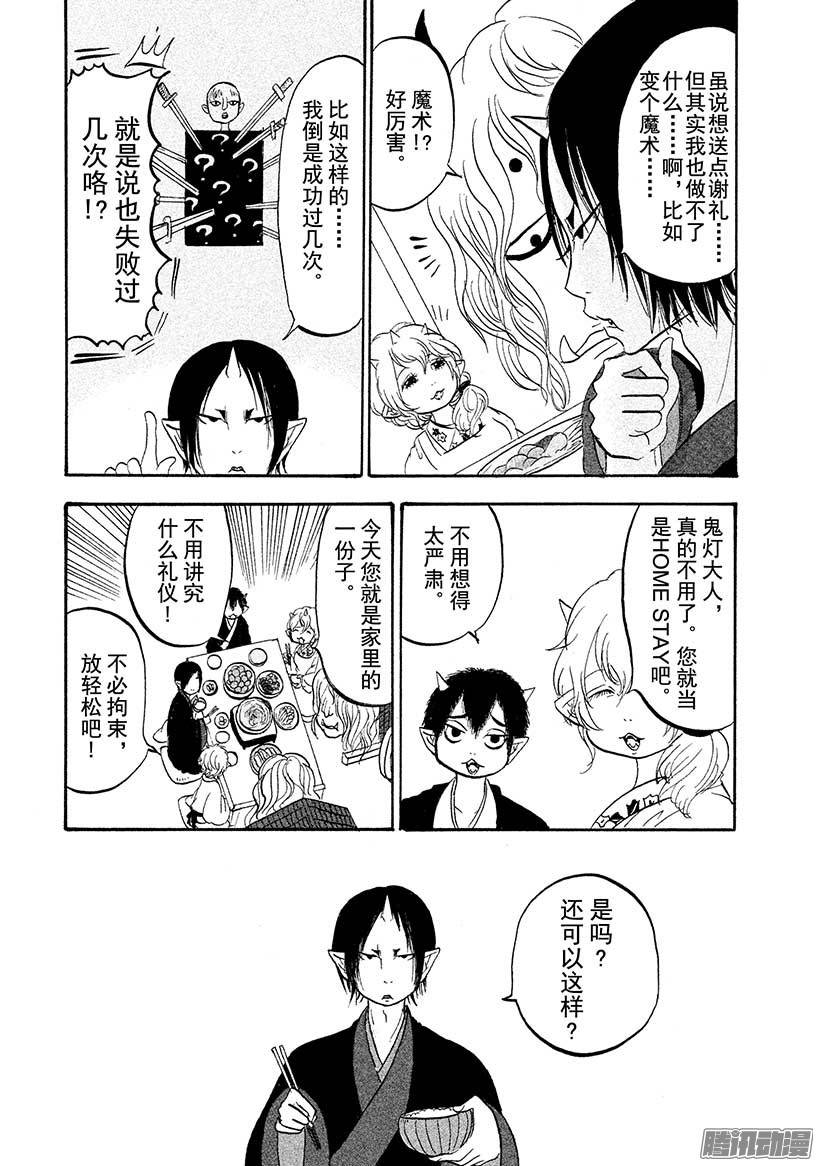 虽说想送点谢礼……
但其实我也做不了
什么……啊，比如
变个魔术……
魔术!?
好厉害。
比如这样的……
我倒是成功过
几次。
就是说也失败过
几次咯!?
？
？
？
？
？
？
？
？
鬼灯大人，
真的不用了。您就当
是HOME STAY吧。
不用想得
太严肃。
今天您就是家里的
一份子。
不用讲究
什么礼仪！
不必拘束，
放轻松吧！
是吗？
还可以这样？
腾讯动漫